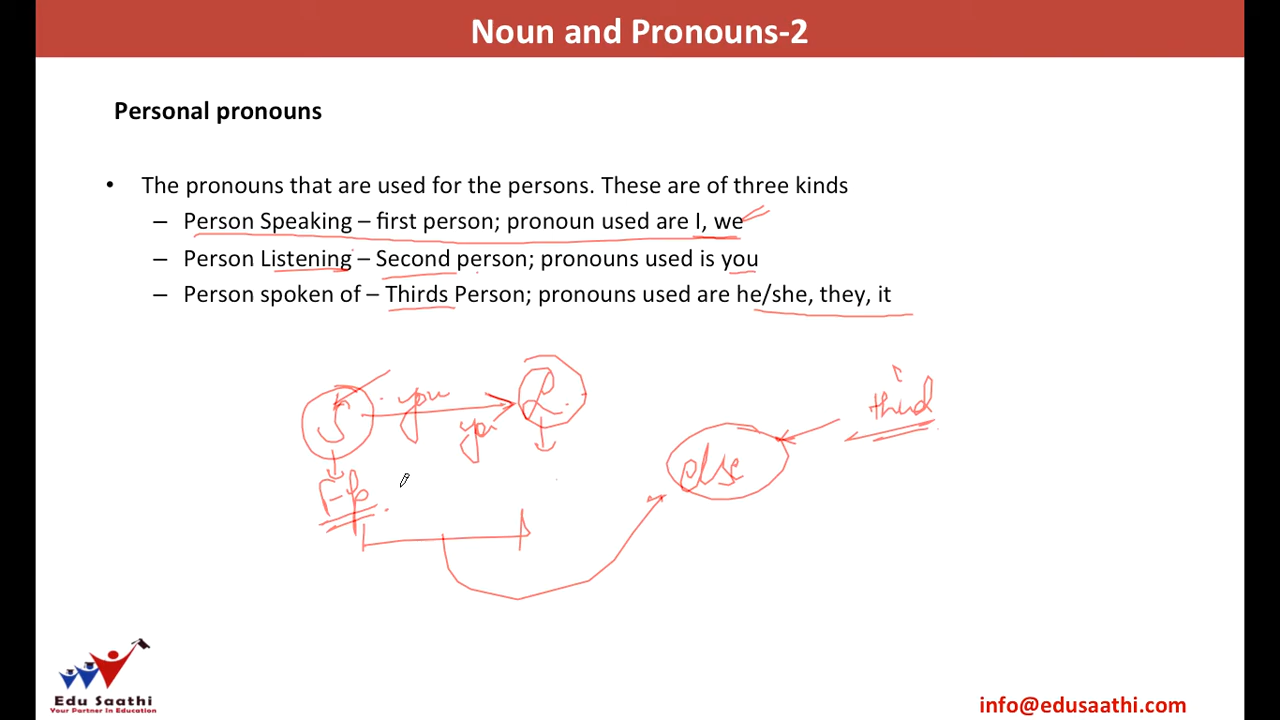 Noun and Pronouns-2
Personal pronouns
• The pronouns that are used for the persons. These are of three kinds
– Person Speaking – first person; pronoun used are I, we
– Person Listening – Second person; pronouns used is you
– Person spoken of – Thirds Person; pronouns used are he/she, they, it
S you L
you
third
else
F-p
Edu Saathi
Your Partner in Education
info@edusaathi.com